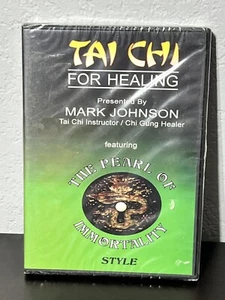 TAI CHI
FOR HEALING
Presented By
MARK JOHNSON
Tai Chi Instructor / Chi Gung Healer
featuring
THE PEARL OF
IMMORTALITY
STYLE